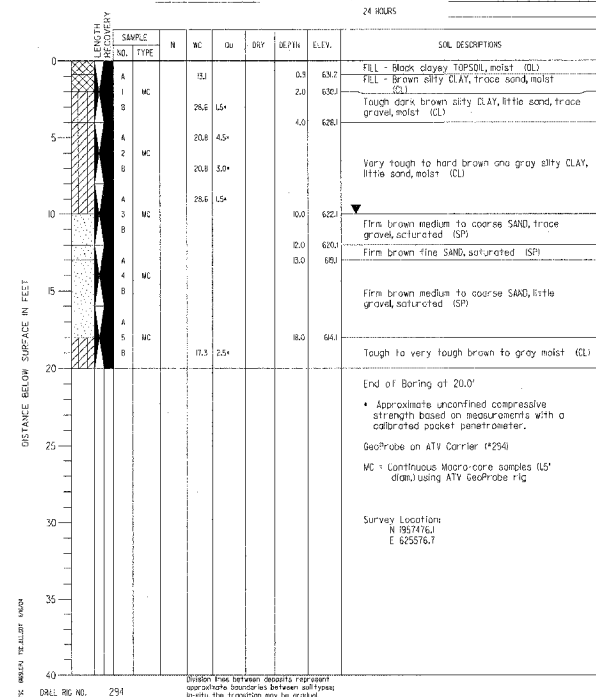 24 HOURS
LENGTH
RECOVERY
SAMPLE
NO. TYPE
N
WC
Qu
DRY
DEPTH
ELEV.
SOIL DESCRIPTIONS
0
FILL - Black clayey TOPSOIL, moist (OL)
A 13.1 0.9 631.2
FILL - Brown silty CLAY, trace sand, moist
(CL)
1 MC 2.0 630.1
Tough dark brown silty CLAY, little sand, trace
gravel, moist (CL)
B 26.6 1.5*
4.0 628.1
5
A 20.8 4.5*
2 MC
B 20.8 3.0*
Very tough to hard brown and gray silty CLAY,
little sand, moist (CL)
A 28.6 1.5*
10
3 MC 10.0 622.1
B
Firm brown medium to coarse SAND, trace
gravel, saturated (SP)
12.0 620.1
Firm brown fine SAND, saturated (SP)
A 13.0 619.1
4 MC
15
B
Firm brown medium to coarse SAND, little
gravel, saturated (SP)
A
5 MC 18.0 614.1
B 17.3 2.5*
Tough to very tough brown to gray moist (CL)
20
End of Boring at 20.0'
* Approximate unconfined compressive
strength based on measurements with a
calibrated pocket penetrometer.
25
GeoProbe on ATV Carrier (#294)
MC = Continuous Macro-core samples (1.5"
diam.) using ATV GeoProbe rig
30
Survey Location:
N 1957476.1
E 625576.7
35
40
DISTANCE BELOW SURFACE IN FEET
DRILL RIG NO. 294
Division lines between deposits represent
approximate boundaries between soil types;
in-situ the transition may be gradual.